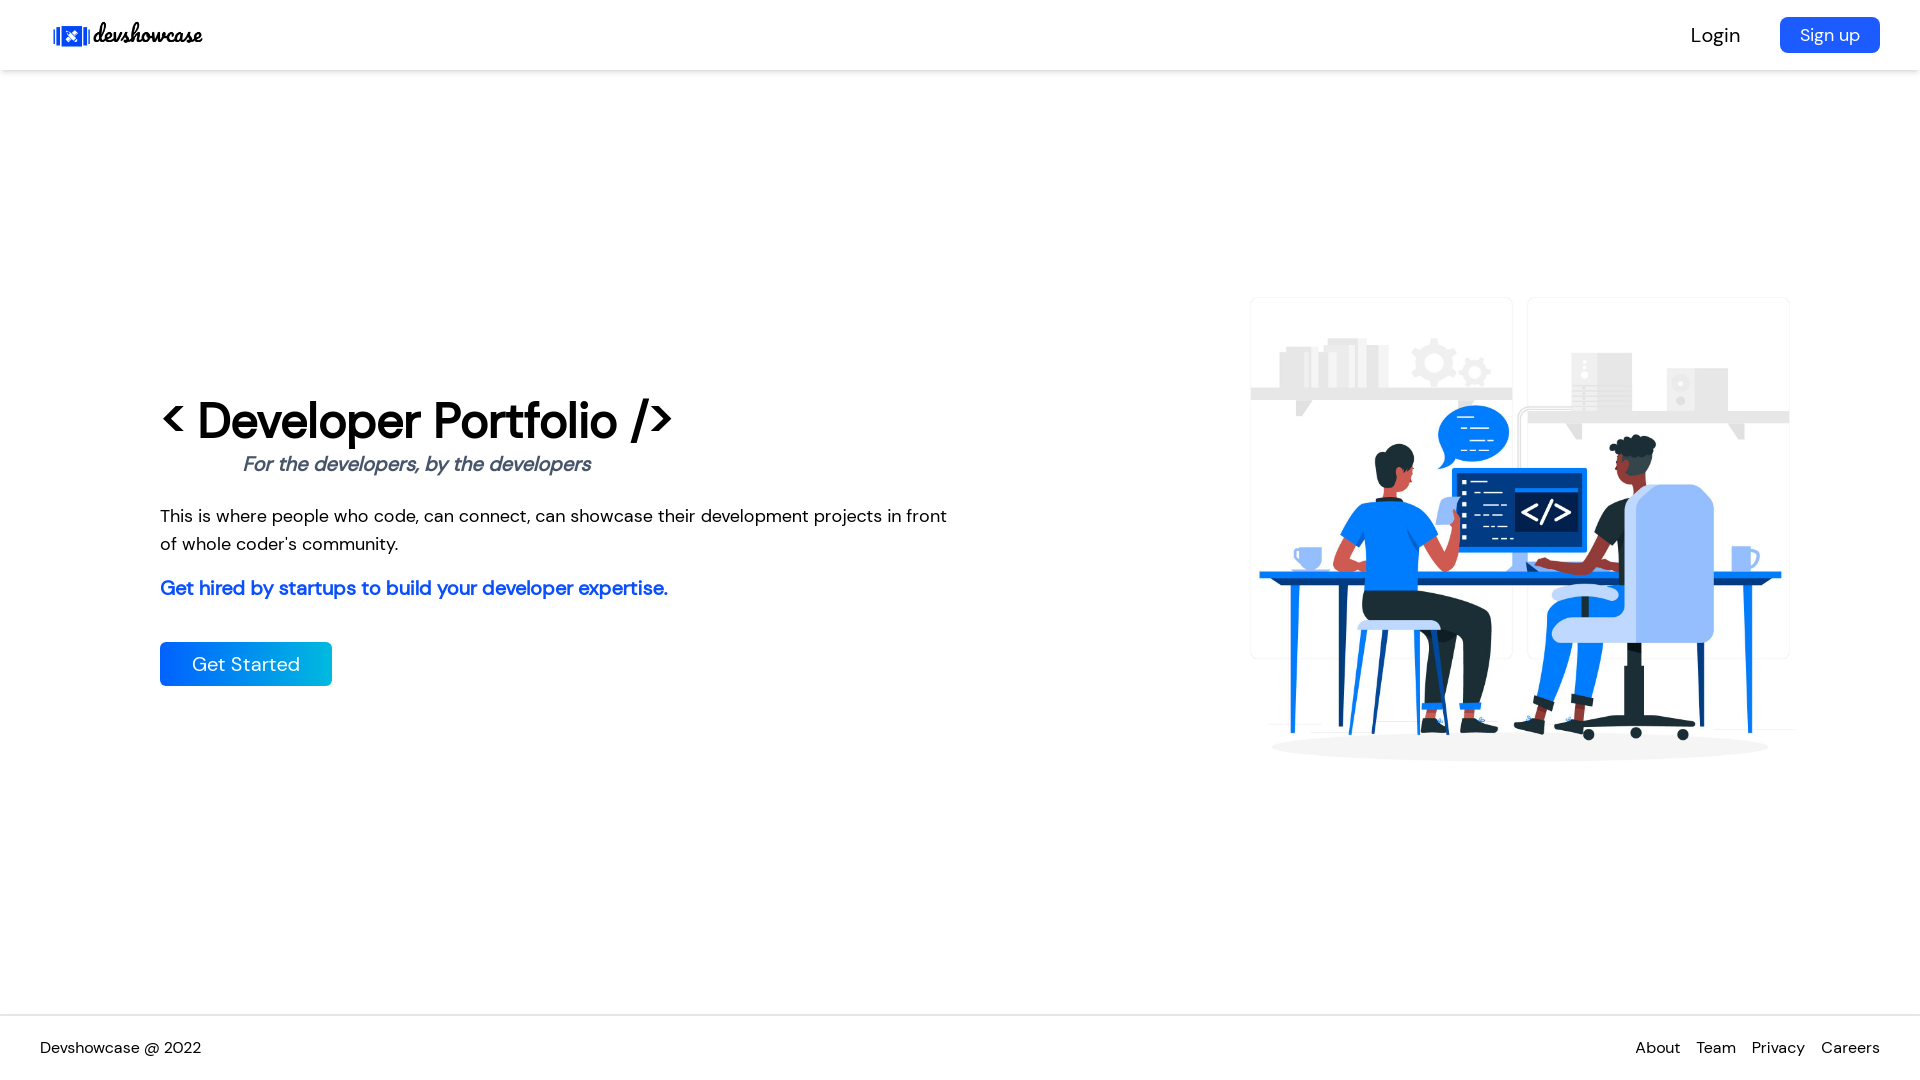 devshowcase
Login
Sign up
< Developer Portfolio />
For the developers, by the developers
This is where people who code, can connect, can showcase their development projects in front
of whole coder's community.
Get hired by startups to build your developer expertise.
Get Started
</>
Devshowcase @ 2022
About
Team
Privacy
Careers